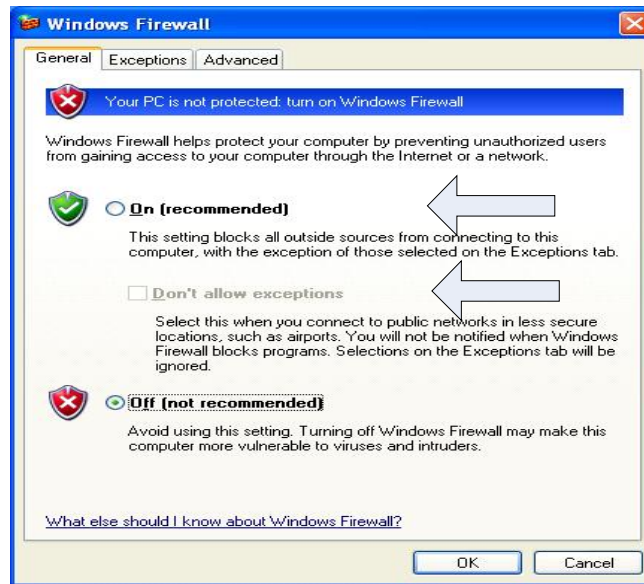 Windows Firewall
General Exceptions Advanced
Your PC is not protected: turn on Windows Firewall
Windows Firewall helps protect your computer by preventing unauthorized users
from gaining access to your computer through the Internet or a network.
On (recommended)
This setting blocks all outside sources from connecting to this
computer, with the exception of those selected on the Exceptions tab.
Don't allow exceptions
Select this when you connect to public networks in less secure
locations, such as airports. You will not be notified when Windows
Firewall blocks programs. Selections on the Exceptions tab will be
ignored.
Off (not recommended)
Avoid using this setting. Turning off Windows Firewall may make this
computer more vulnerable to viruses and intruders.
What else should I know about Windows Firewall?
OK Cancel